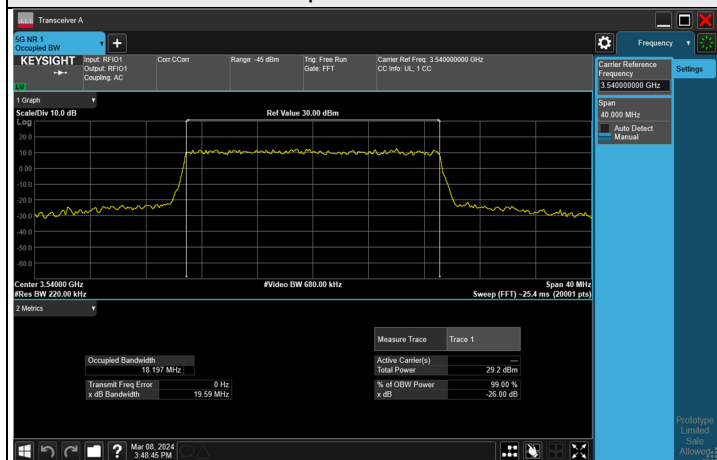 Transceiver A
5G NR 1
Occupied BW
Frequency
KEYSIGHT
LVI
Input: RFIO1
Output: RFIO1
Coupling: AC
Corr CCorr
Range: -45 dBm
Trig: Free Run
Gate: FFT
Carrier Ref Freq: 3.540000000 GHz
CC Info: UL, 1 CC
Carrier Reference
Frequency
3.540000000 GHz
Settings
Span
40.000 MHz
Auto Detect
Manual
1 Graph
Scale/Div 10.0 dB
Ref Value 30.00 dBm
Log
20.0
10.0
0.00
-10.0
-20.0
-30.0
-40.0
-50.0
-60.0
Center 3.54000 GHz
#Video BW 680.00 kHz
Span 40 MHz
#Res BW 220.00 kHz
Sweep (FFT) ~25.4 ms (20001 pts)
2 Metrics
Measure Trace
Trace 1
Occupied Bandwidth
18.197 MHz
Active Carrier(s)
---
Total Power
29.2 dBm
Transmit Freq Error
0 Hz
x dB Bandwidth
19.59 MHz
% of OBW Power
99.00 %
x dB
-26.00 dB
Mar 08, 2024
3:48:45 PM
Prototype
Limited
Sale
Allowed